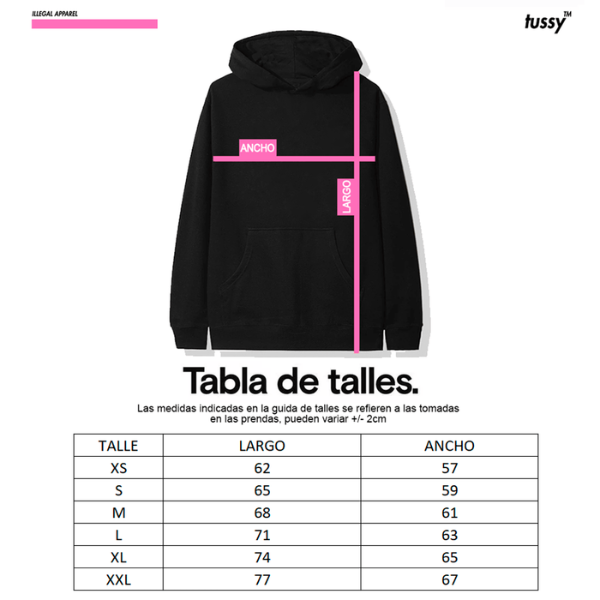 ILLEGAL APPAREL
tussy™
ANCHO
LARGO
Tabla de talles.
Las medidas indicadas en la guida de talles se refieren a las tomadas
en las prendas, pueden variar +/- 2cm
TALLE LARGO ANCHO
XS 62 57
S 65 59
M 68 61
L 71 63
XL 74 65
XXL 77 67